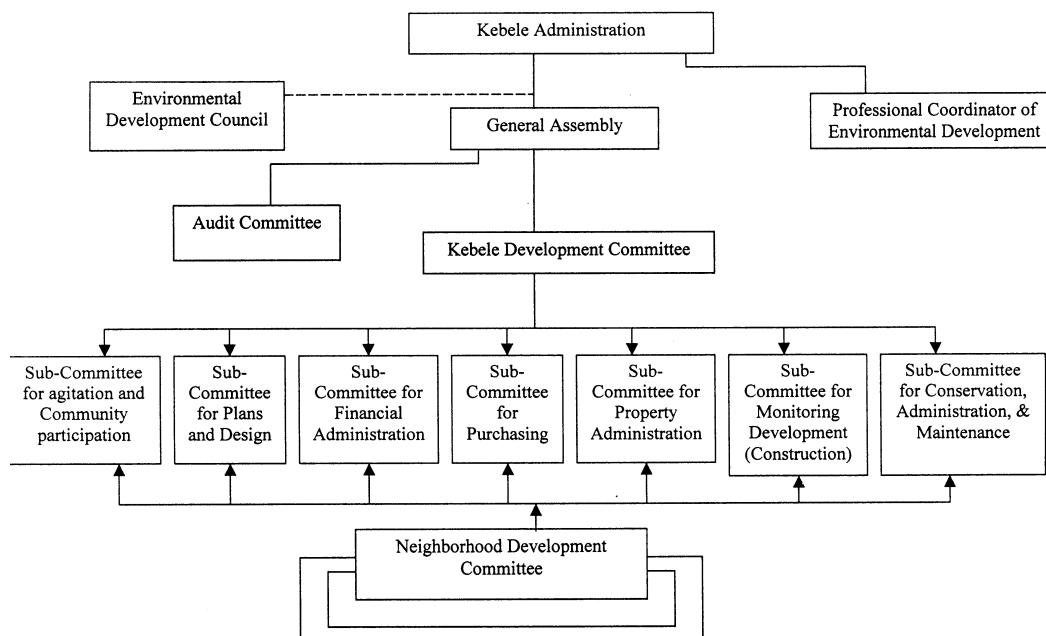 Kebele Administration
Environmental
Development Council
General Assembly
Professional Coordinator of
Environmental Development
Audit Committee
Kebele Development Committee
Sub-Committee
for agitation and
Community
participation
Sub-
Committee
for Plans
and Design
Sub-
Committee for
Financial
Administration
Sub-
Committee
for
Purchasing
Sub-
Committee for
Property
Administration
Sub-
Committee for
Monitoring
Development
(Construction)
Sub-Committee
for Conservation,
Administration, &
Maintenance
Neighborhood Development
Committee